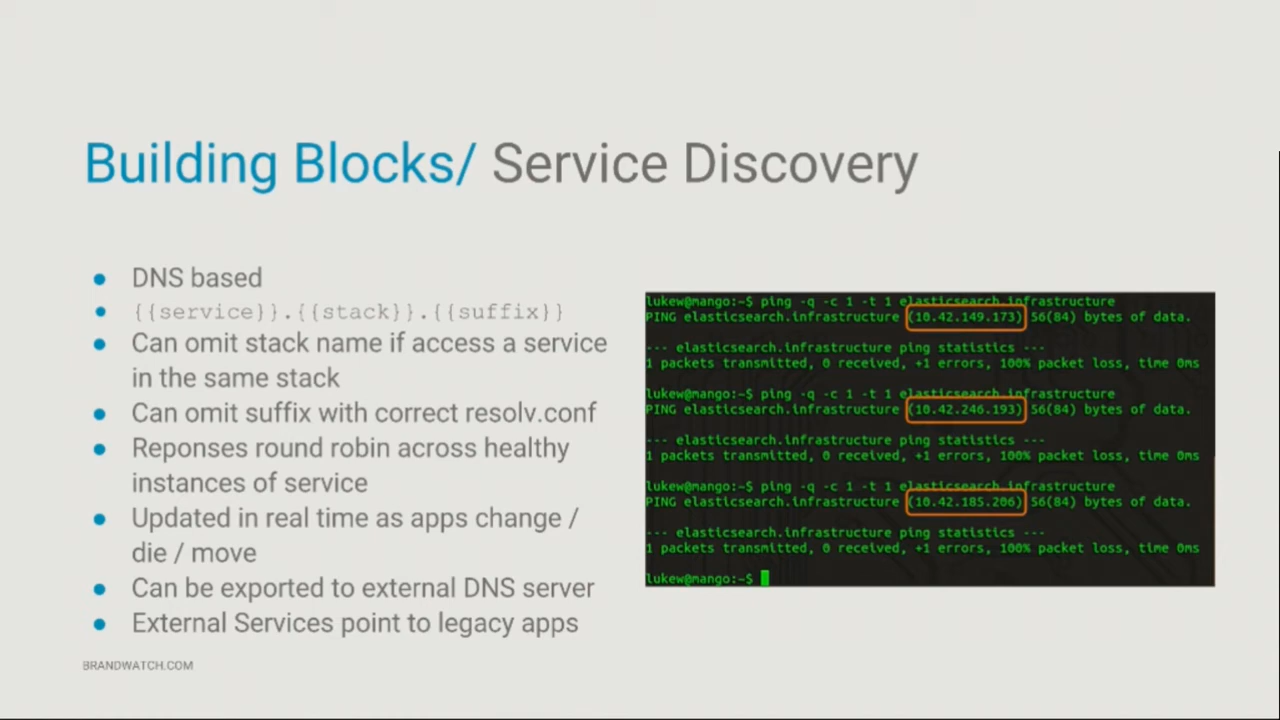 Building Blocks/ Service Discovery
DNS based
{{service}}.{{stack}}.{{suffix}}
Can omit stack name if access a service
in the same stack
Can omit suffix with correct resolv.conf
Reponses round robin across healthy
instances of service
Updated in real time as apps change /
die / move
Can be exported to external DNS server
External Services point to legacy apps
lukew@mango:~$ ping -q -c 1 -t 1 elasticsearch.infrastructure
PING elasticsearch.infrastructure (10.42.149.173) 56(84) bytes of data.
--- elasticsearch.infrastructure ping statistics ---
1 packets transmitted, 0 received, +1 errors, 100% packet loss, time 0ms
lukew@mango:~$ ping -q -c 1 -t 1 elasticsearch.infrastructure
PING elasticsearch.infrastructure (10.42.246.193) 56(84) bytes of data.
--- elasticsearch.infrastructure ping statistics ---
1 packets transmitted, 0 received, +1 errors, 100% packet loss, time 0ms
lukew@mango:~$ ping -q -c 1 -t 1 elasticsearch.infrastructure
PING elasticsearch.infrastructure (10.42.185.206) 56(84) bytes of data.
--- elasticsearch.infrastructure ping statistics ---
1 packets transmitted, 0 received, +1 errors, 100% packet loss, time 0ms
lukew@mango:~$
BRANDWATCH.COM